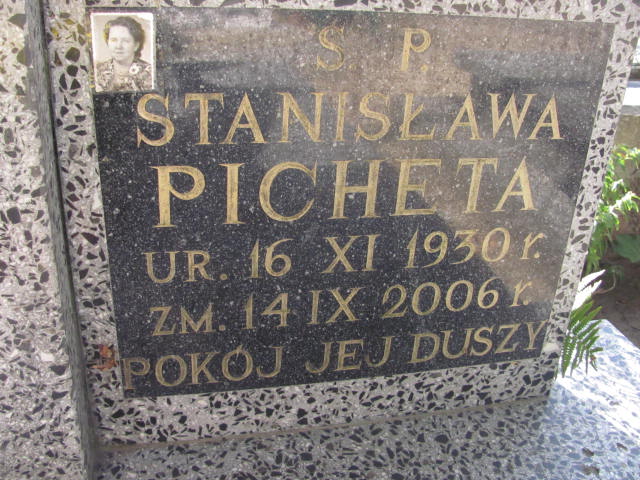 S. P.
STANISŁAWA
PICHETA
UR. 16 XI 1930 r.
ZM. 14 IX 2006 r.
POKÓJ JEJ DUSZY